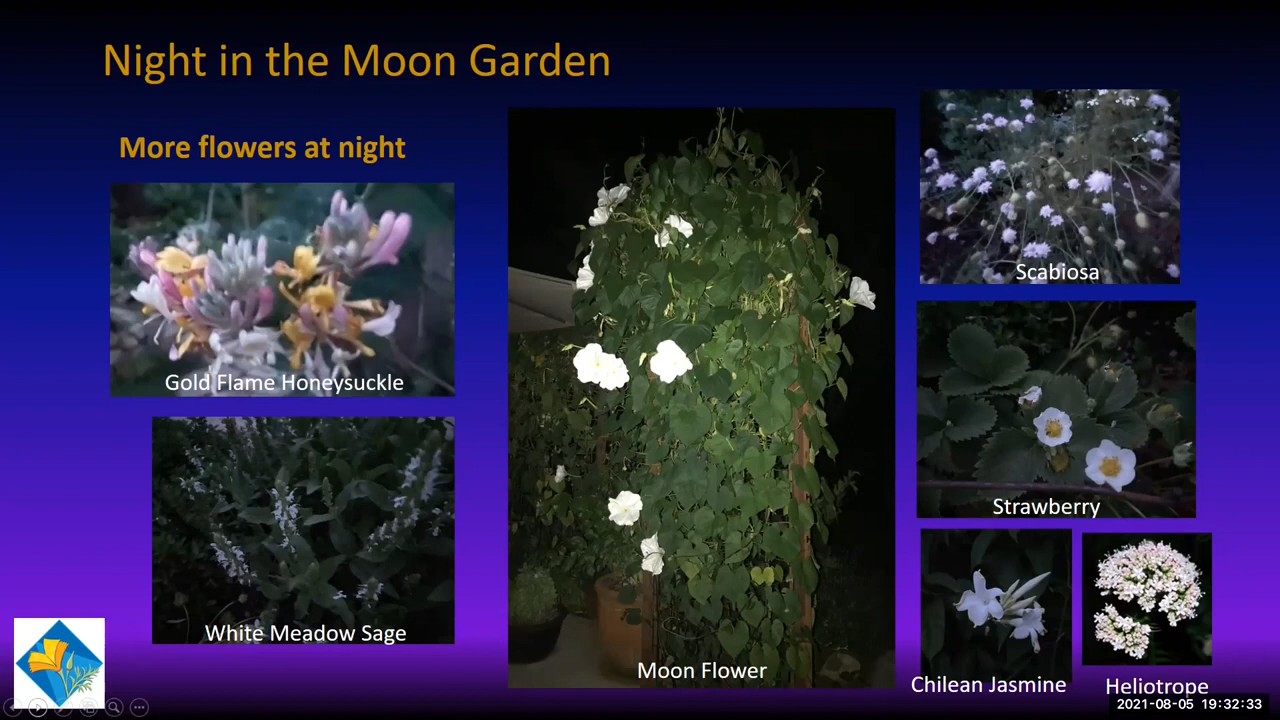 Night in the Moon Garden
More flowers at night
Gold Flame Honeysuckle
White Meadow Sage
Moon Flower
Scabiosa
Strawberry
Chilean Jasmine
Heliotrope
2021-08-05 19:32:33